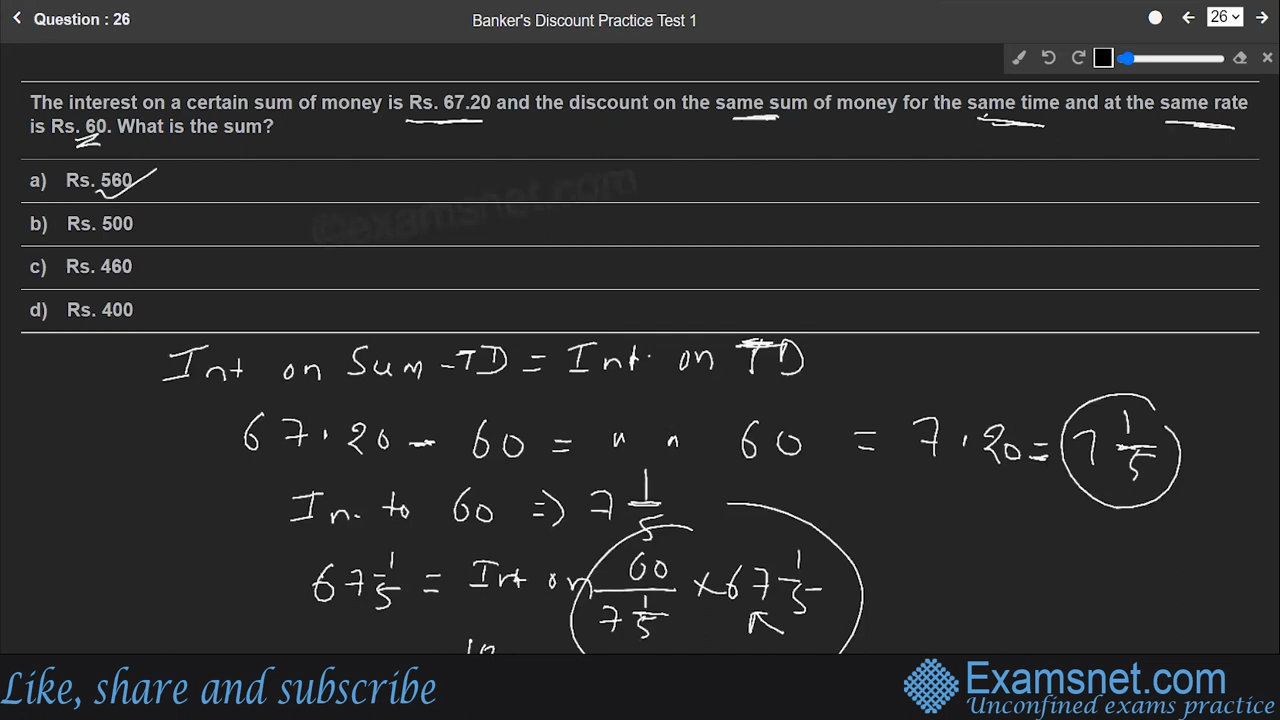 Question : 26
Banker's Discount Practice Test 1
26
The interest on a certain sum of money is Rs. 67.20 and the discount on the same sum of money for the same time and at the same rate
is Rs. 60. What is the sum?
a) Rs. 560
b) Rs. 500
c) Rs. 460
d) Rs. 400
©examsnet.com
Int on Sum - TD = Int. on TD
67.20 - 60 = " " 60 = 7.20 = 7 1/5
In. to 60 => 7 1/5
67 1/5 = Int on 60 / 7 1/5 × 67 1/5
in
Like, share and subscribe
Examsnet.com
Unconfined exams practice